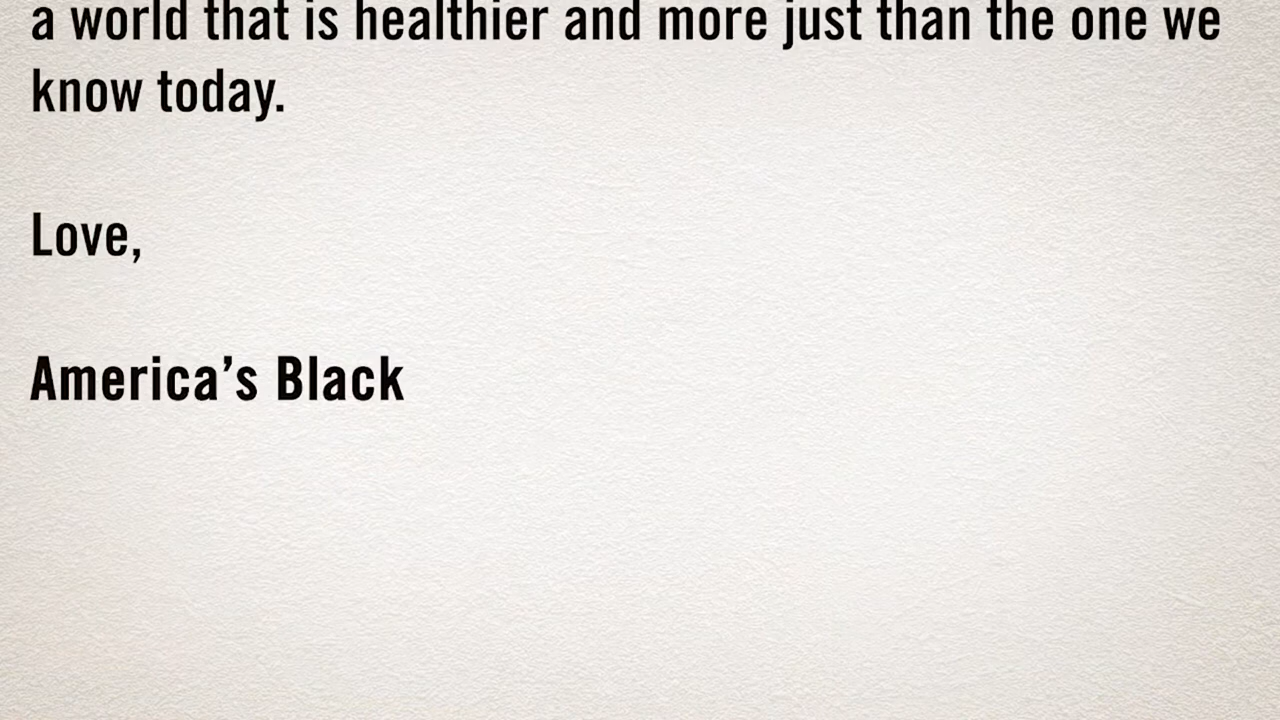 a world that is healthier and more just than the one we
know today.
Love,
America’s Black